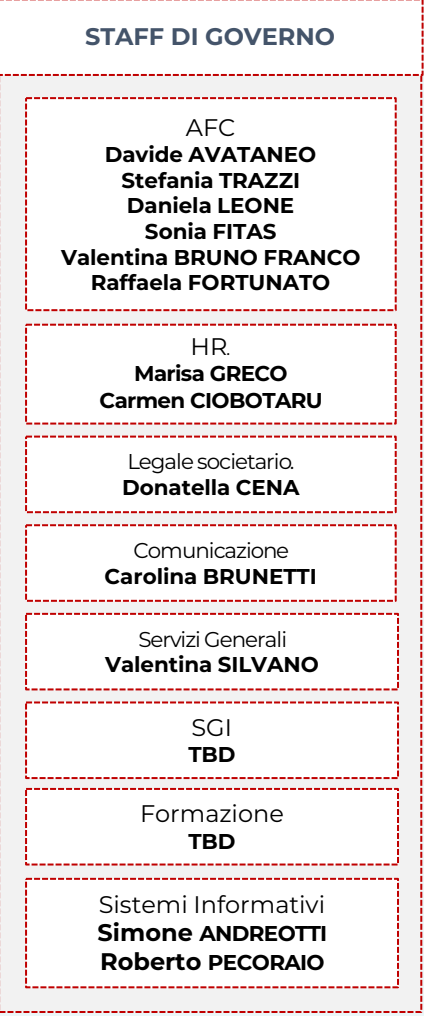 STAFF DI GOVERNO
AFC
Davide AVATANEO
Stefania TRAZZI
Daniela LEONE
Sonia FITAS
Valentina BRUNO FRANCO
Raffaela FORTUNATO
HR.
Marisa GRECO
Carmen CIOBOTARU
Legale societario.
Donatella CENA
Comunicazione
Carolina BRUNETTI
Servizi Generali
Valentina SILVANO
SGI
TBD
Formazione
TBD
Sistemi Informativi
Simone ANDREOTTI
Roberto PECORAIO